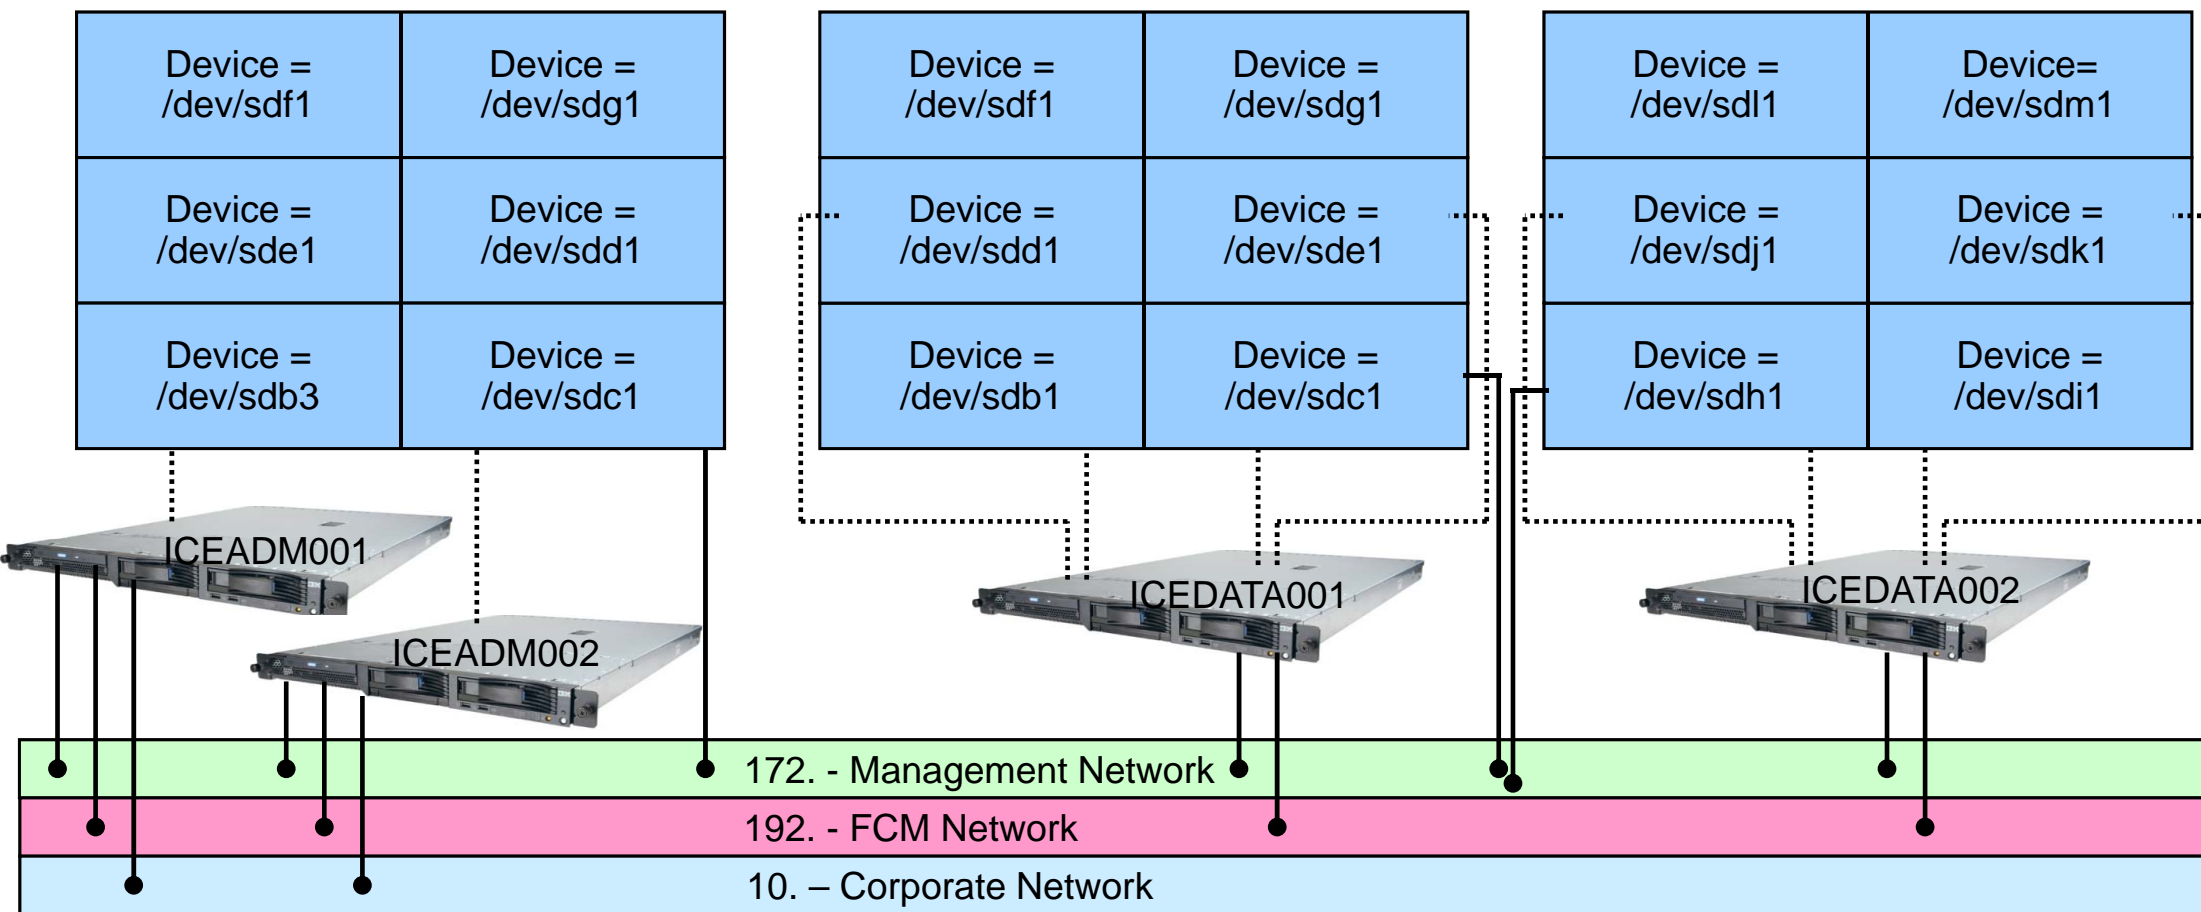 Device =
/dev/sdf1
Device =
/dev/sdg1
Device =
/dev/sde1
Device =
/dev/sdd1
Device =
/dev/sdb3
Device =
/dev/sdc1
Device =
/dev/sdf1
Device =
/dev/sdg1
Device =
/dev/sdd1
Device =
/dev/sde1
Device =
/dev/sdb1
Device =
/dev/sdc1
Device =
/dev/sdl1
Device=
/dev/sdm1
Device =
/dev/sdj1
Device =
/dev/sdk1
Device =
/dev/sdh1
Device =
/dev/sdi1
ICEADM001
ICEADM002
ICEDATA001
ICEDATA002
172. - Management Network
192. - FCM Network
10. – Corporate Network